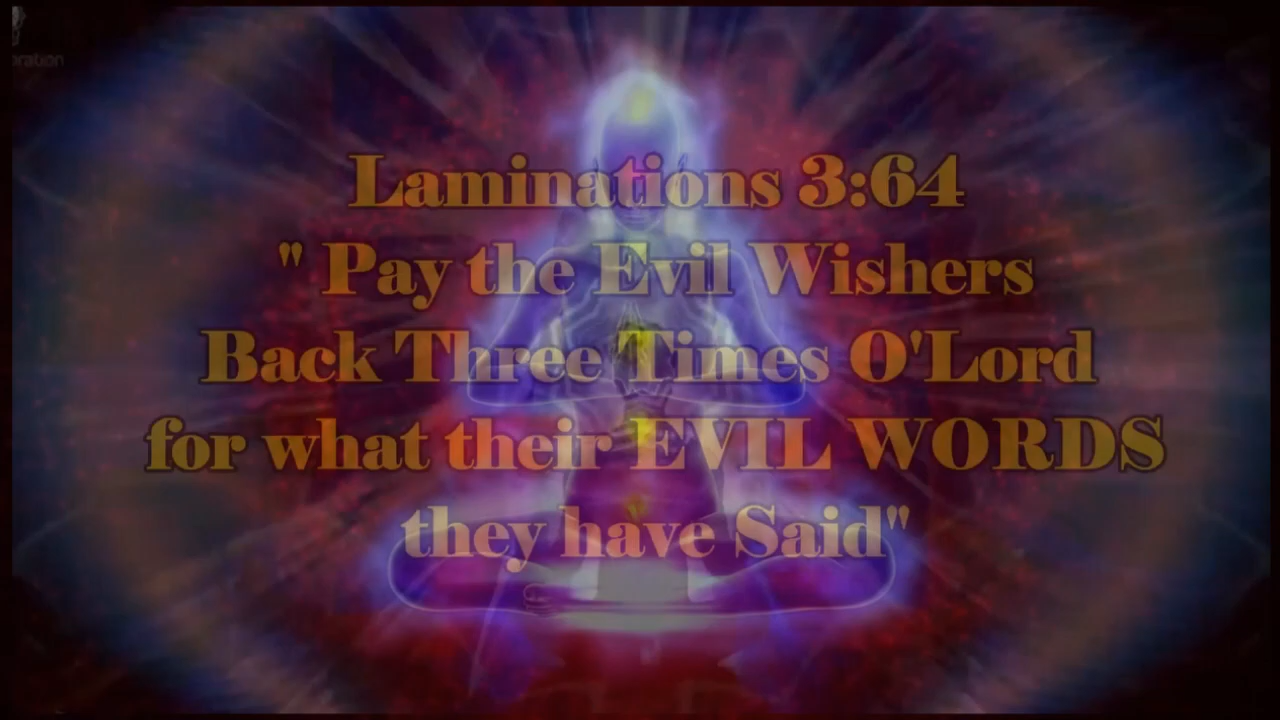 Laminations 3:64
" Pay the Evil Wishers
Back Three Times O'Lord
for what their EVIL WORDS
they have Said"